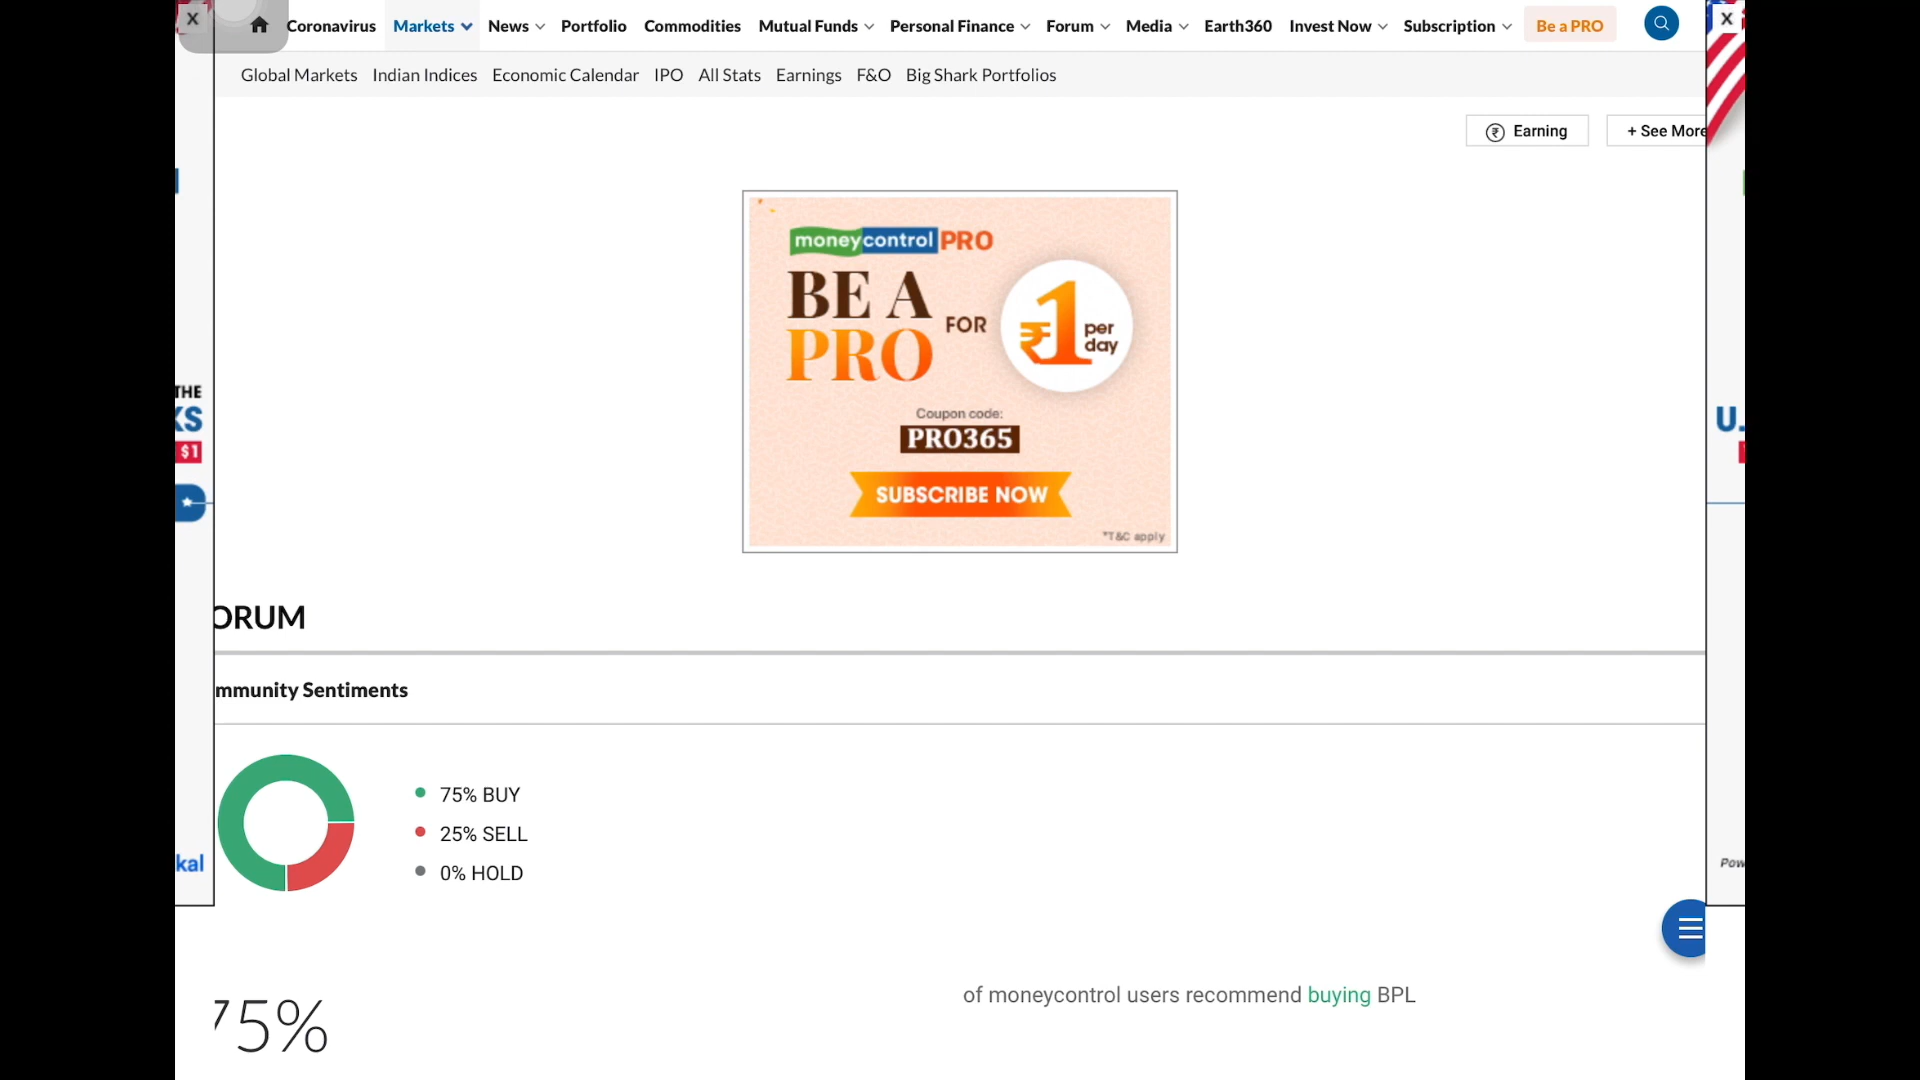 X
Coronavirus Markets News Portfolio Commodities Mutual Funds Personal Finance Forum Media Earth360 Invest Now Subscription Be a PRO
X
Global Markets Indian Indices Economic Calendar IPO All Stats Earnings F&O Big Shark Portfolios
₹ Earning
+ See More
moneycontrol PRO
BE A
PRO
FOR
₹1 per
day
Coupon code:
PRO365
SUBSCRIBE NOW
*T&C apply
THE
KS
$1
U.
ORUM
mmunity Sentiments
75% BUY
25% SELL
0% HOLD
kal
Pow
of moneycontrol users recommend buying BPL
75%